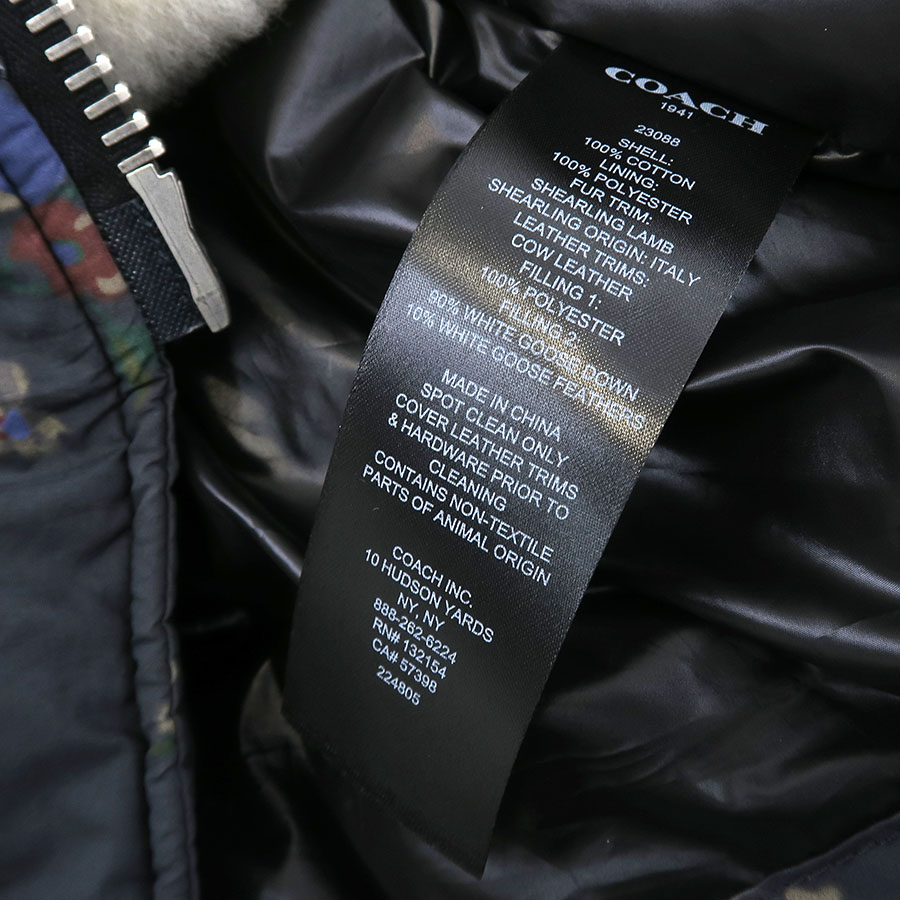 COACH
1941
23088
SHELL:
100% COTTON
LINING:
100% POLYESTER
FUR TRIM:
SHEARLING LAMB
SHEARLING ORIGIN: ITALY
LEATHER TRIMS:
COW LEATHER
FILLING 1:
100% POLYESTER
FILLING 2:
90% WHITE GOOSE DOWN
10% WHITE GOOSE FEATHERS
MADE IN CHINA
SPOT CLEAN ONLY
COVER LEATHER TRIMS
& HARDWARE PRIOR TO
CLEANING
CONTAINS NON-TEXTILE
PARTS OF ANIMAL ORIGIN
COACH INC.
10 HUDSON YARDS
NY, NY
888-262-6224
RN# 132154
CA# 57398
224805